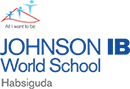 All I want to be
JOHNSON IB
World School
Habsiguda